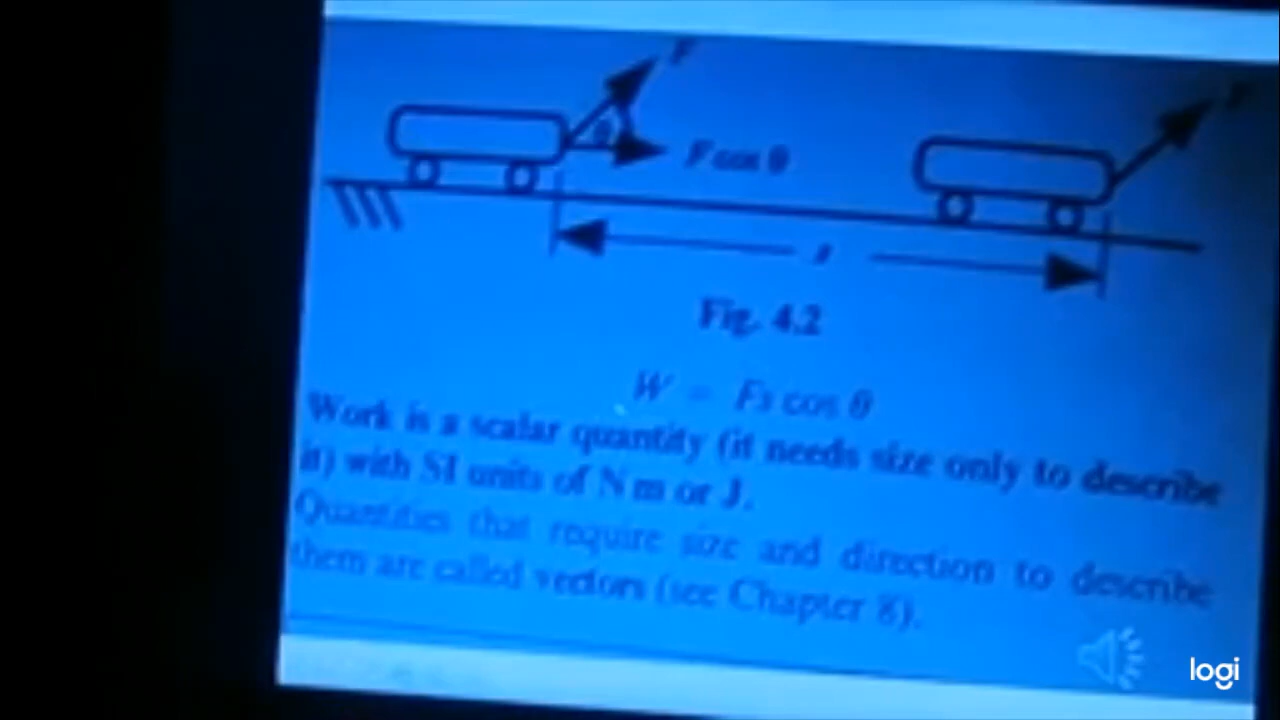 F
θ
F cos θ
F
s
Fig. 4.2
W = Fs cos θ
Work is a scalar quantity (it needs size only to describe
it) with SI units of N m or J.
Quantities that require size and direction to describe
them are called vectors (see Chapter 8).
logi